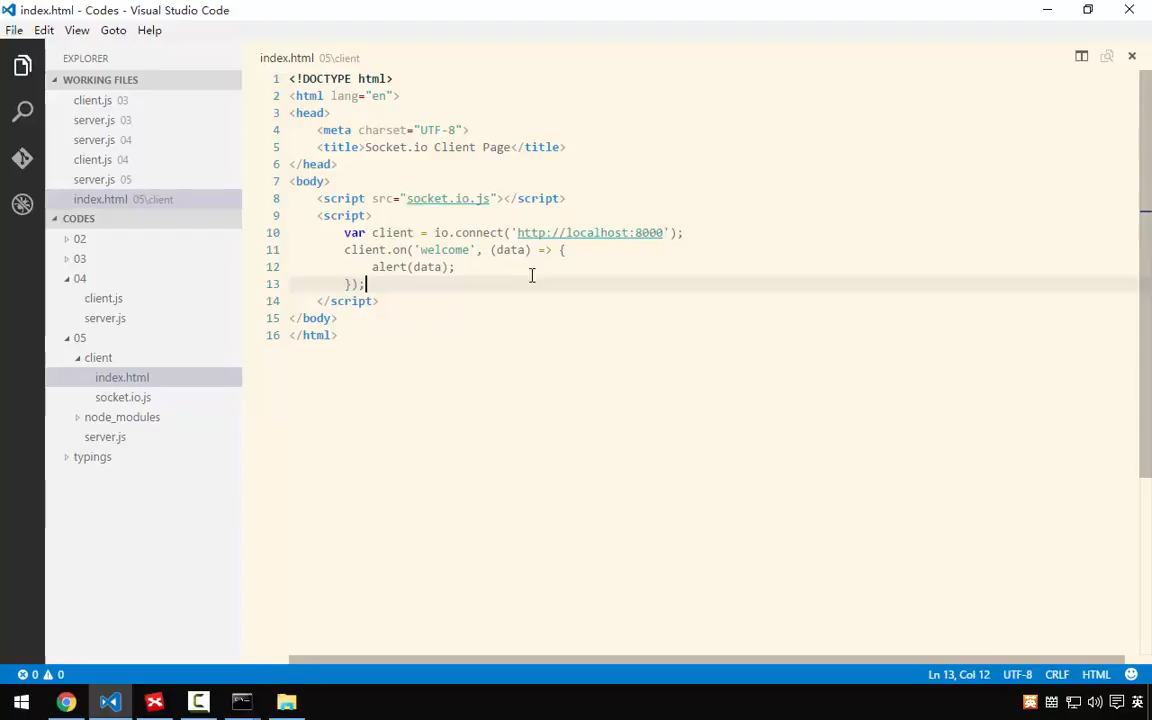 index.html - Codes - Visual Studio Code
File Edit View Goto Help
EXPLORER
WORKING FILES
client.js 03
server.js 03
server.js 04
client.js 04
server.js 05
index.html 05\client
CODES
02
03
04
client.js
server.js
05
client
index.html
socket.io.js
node_modules
server.js
typings
index.html 05\client
1 <!DOCTYPE html>
2 <html lang="en">
3 <head>
4     <meta charset="UTF-8">
5     <title>Socket.io Client Page</title>
6 </head>
7 <body>
8     <script src="socket.io.js"></script>
9     <script>
10         var client = io.connect('http://localhost:8000');
11         client.on('welcome', (data) => {
12             alert(data);
13         });
14     </script>
15 </body>
16 </html>
0 0
Ln 13, Col 12 UTF-8 CRLF HTML
英 英